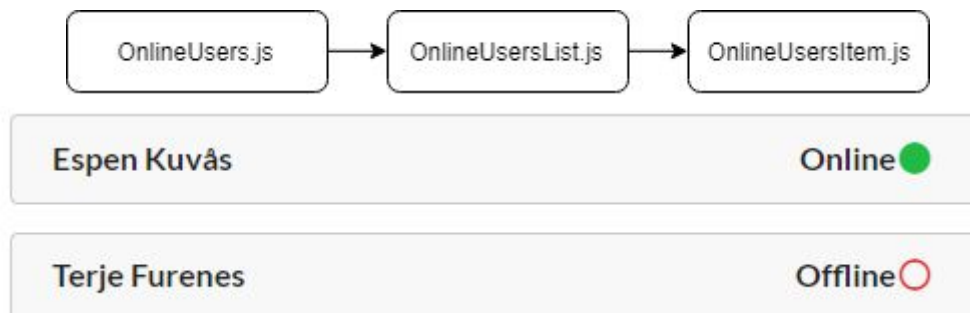 OnlineUsers.js OnlineUsersList.js OnlineUsersItem.js
Espen Kuvås Online
Terje Furenes Offline